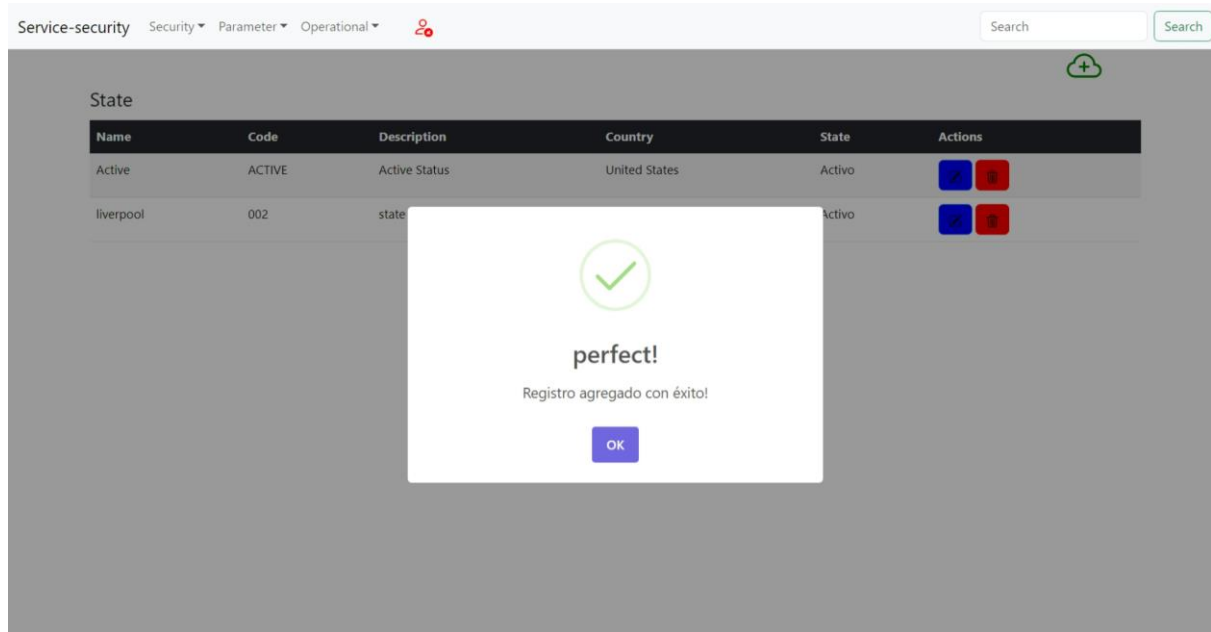 Service-security Security Parameter Operational Search Search
State
Name Code Description Country State Actions
Active ACTIVE Active Status United States Activo
liverpool 002 state Activo
perfect!
Registro agregado con éxito!
OK